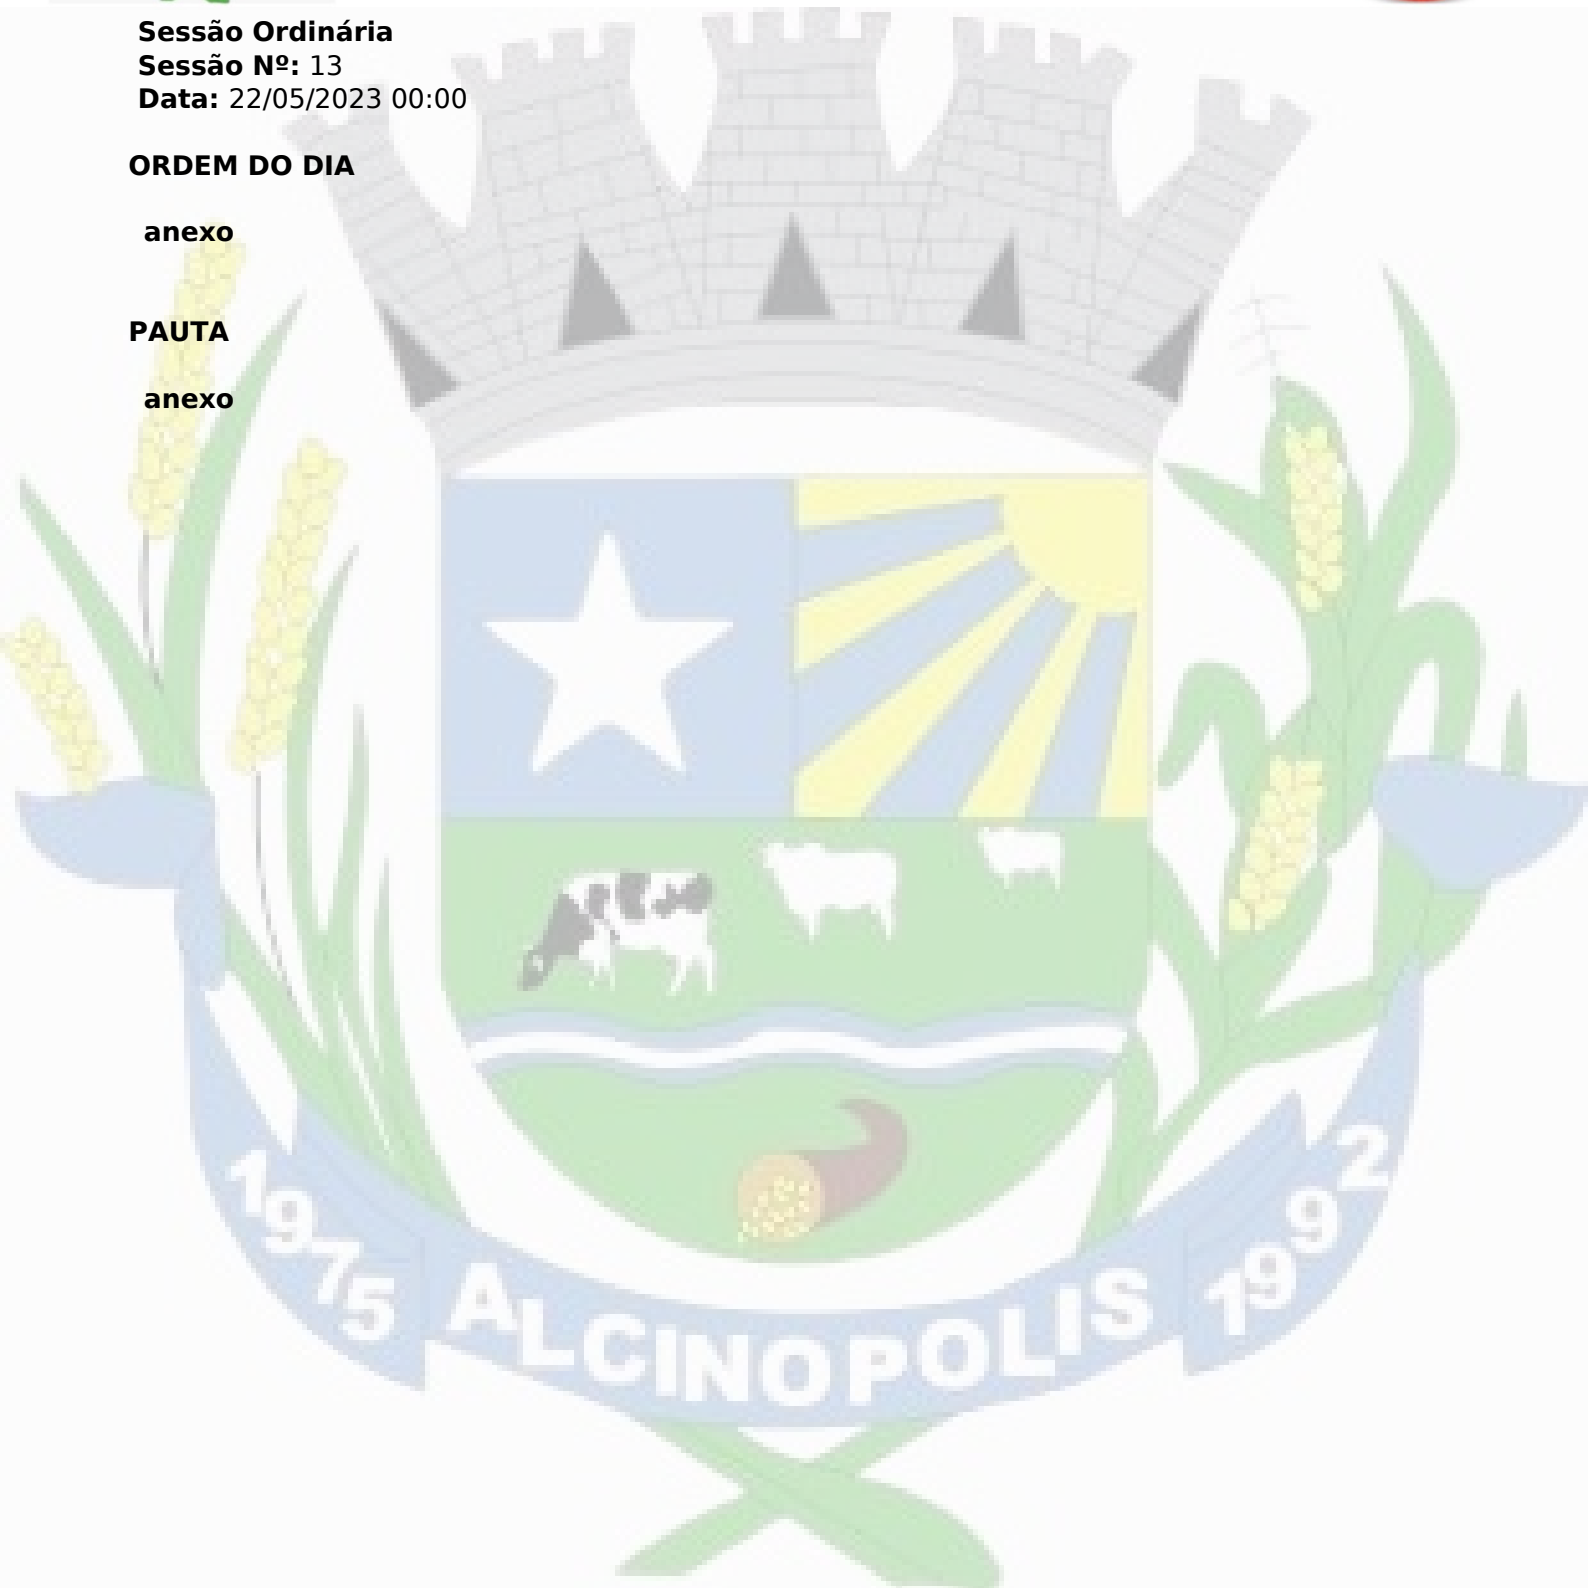 Sessão Ordinária
Sessão Nº: 13
Data: 22/05/2023 00:00
ORDEM DO DIA
anexo
PAUTA
anexo
1975 ALCINOPOLIS 1992